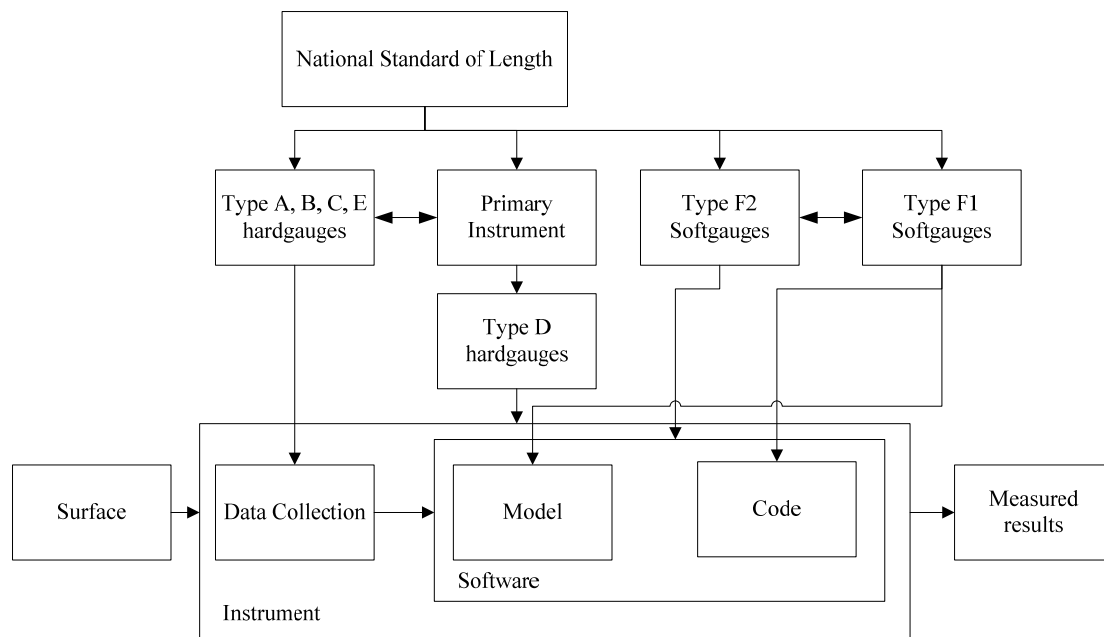 National Standard of Length
Type A, B, C, E
hardgauges
Primary
Instrument
Type F2
Softgauges
Type F1
Softgauges
Type D
hardgauges
Surface
Data Collection
Model
Code
Measured
results
Software
Instrument